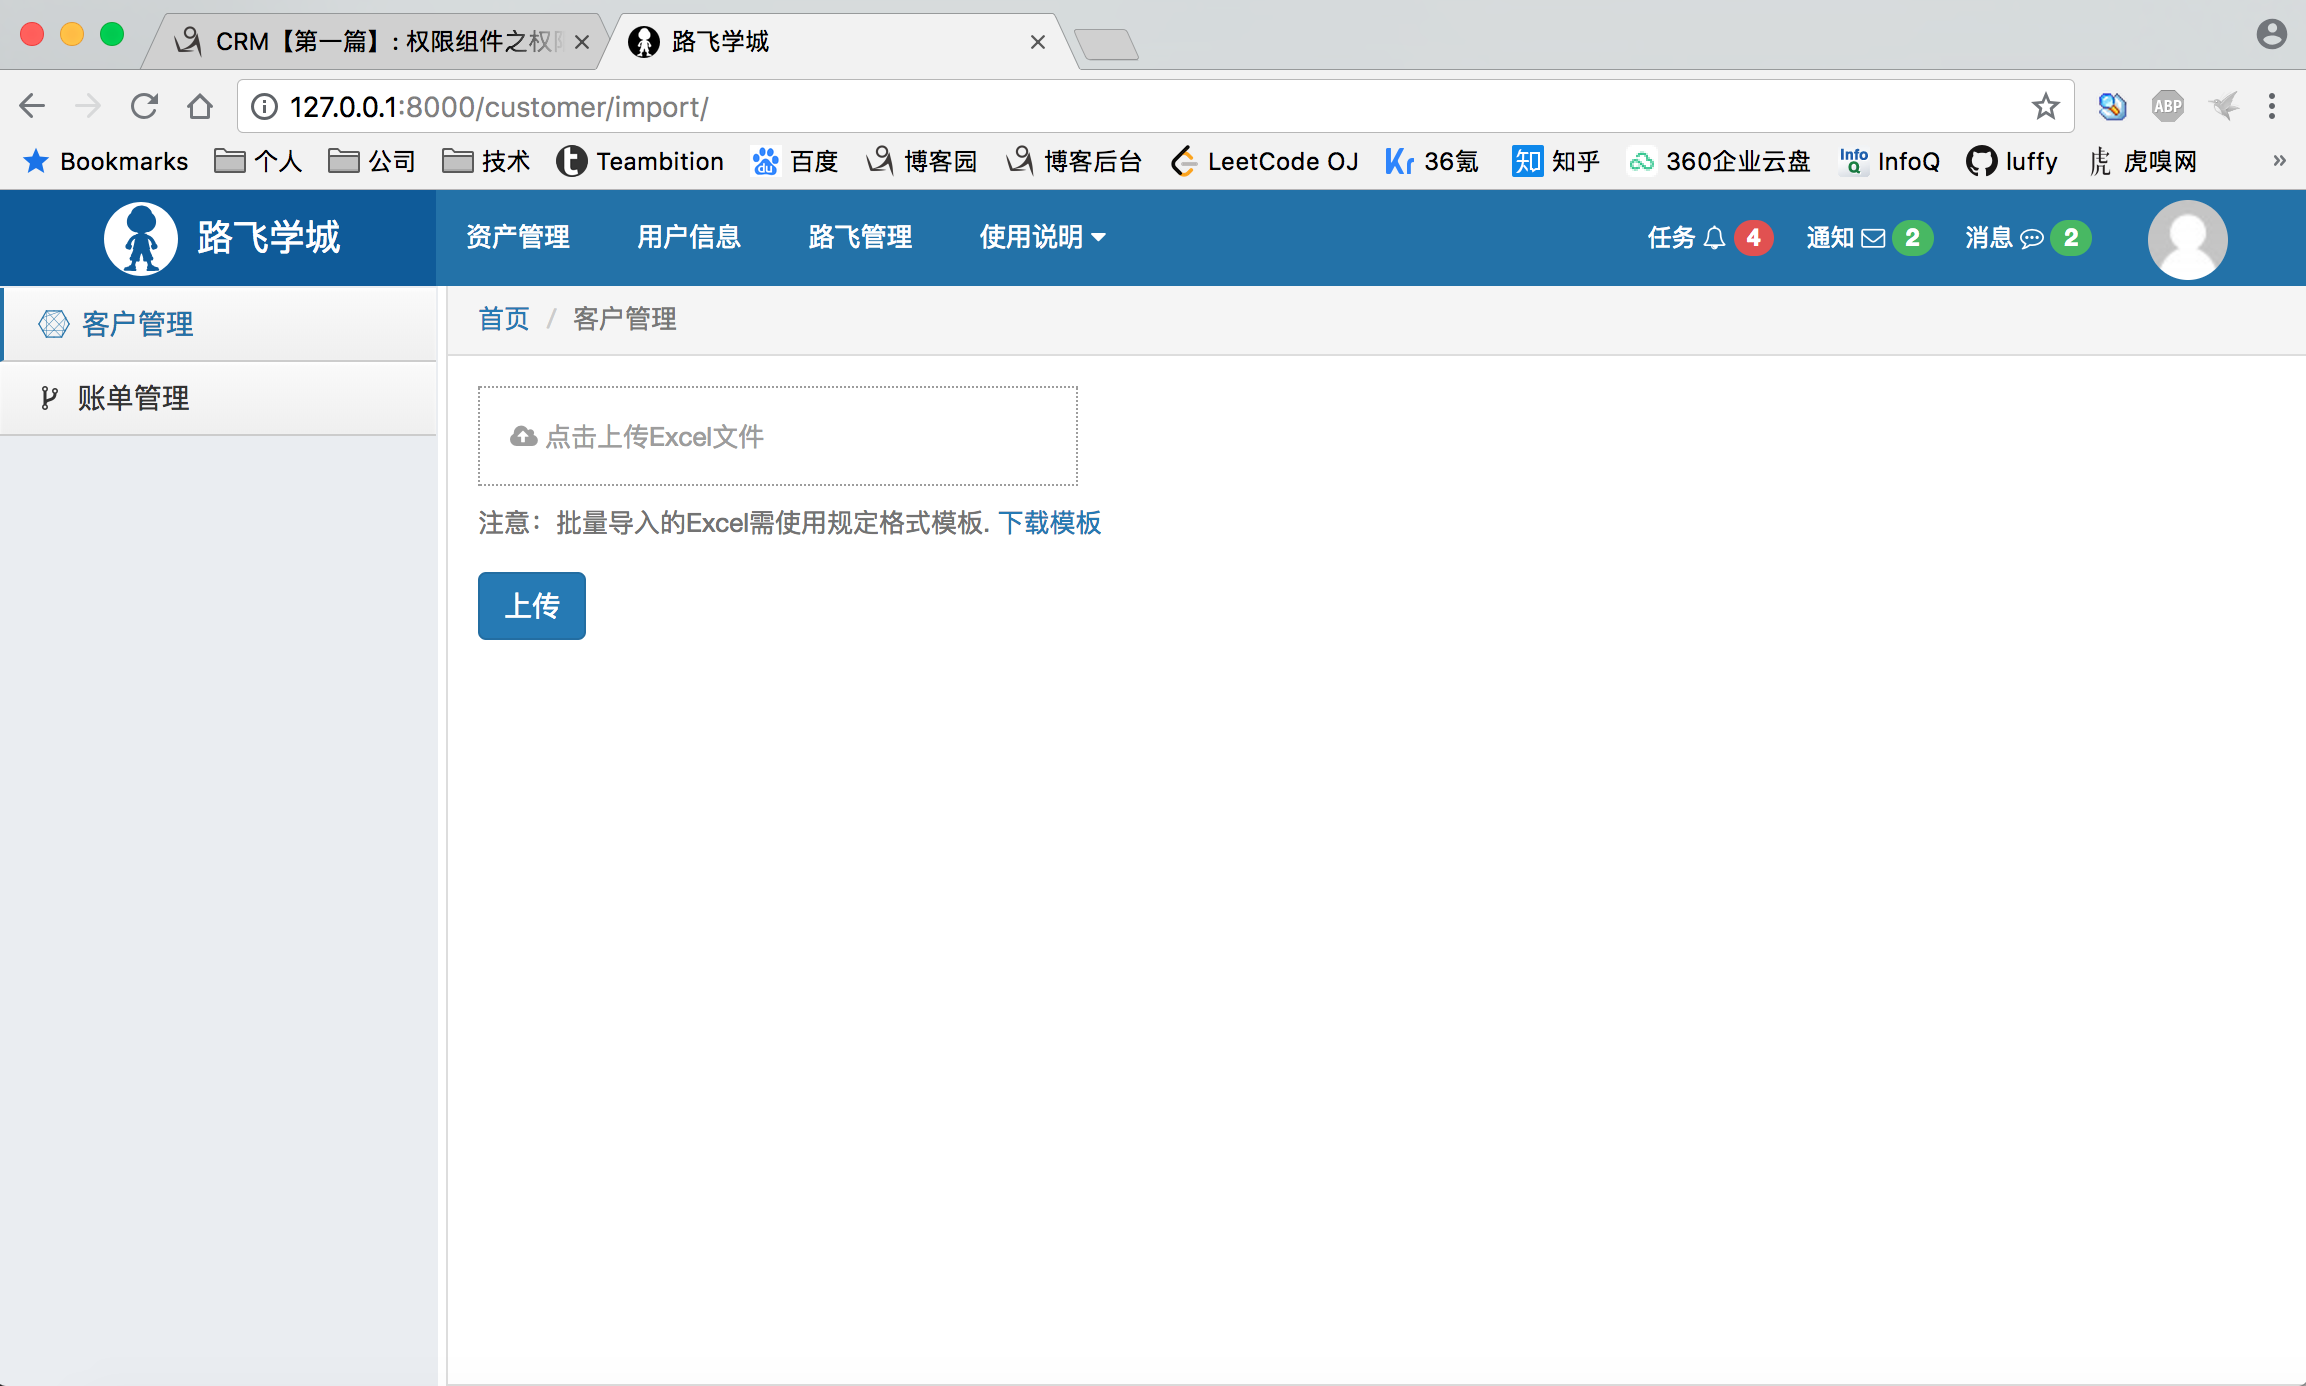 CRM【第一篇】: 权限组件之权
路飞学城
127.0.0.1:8000/customer/import/
ABP
Bookmarks 个人 公司 技术 Teambition 百度 博客园 博客后台 LeetCode OJ 36氪 知乎 360企业云盘 InfoQ luffy 虎嗅网 »
路飞学城 资产管理 用户信息 路飞管理 使用说明 任务 4 通知 2 消息 2
客户管理
账单管理
首页 / 客户管理
点击上传Excel文件
注意：批量导入的Excel需使用规定格式模板. 下载模板
上传